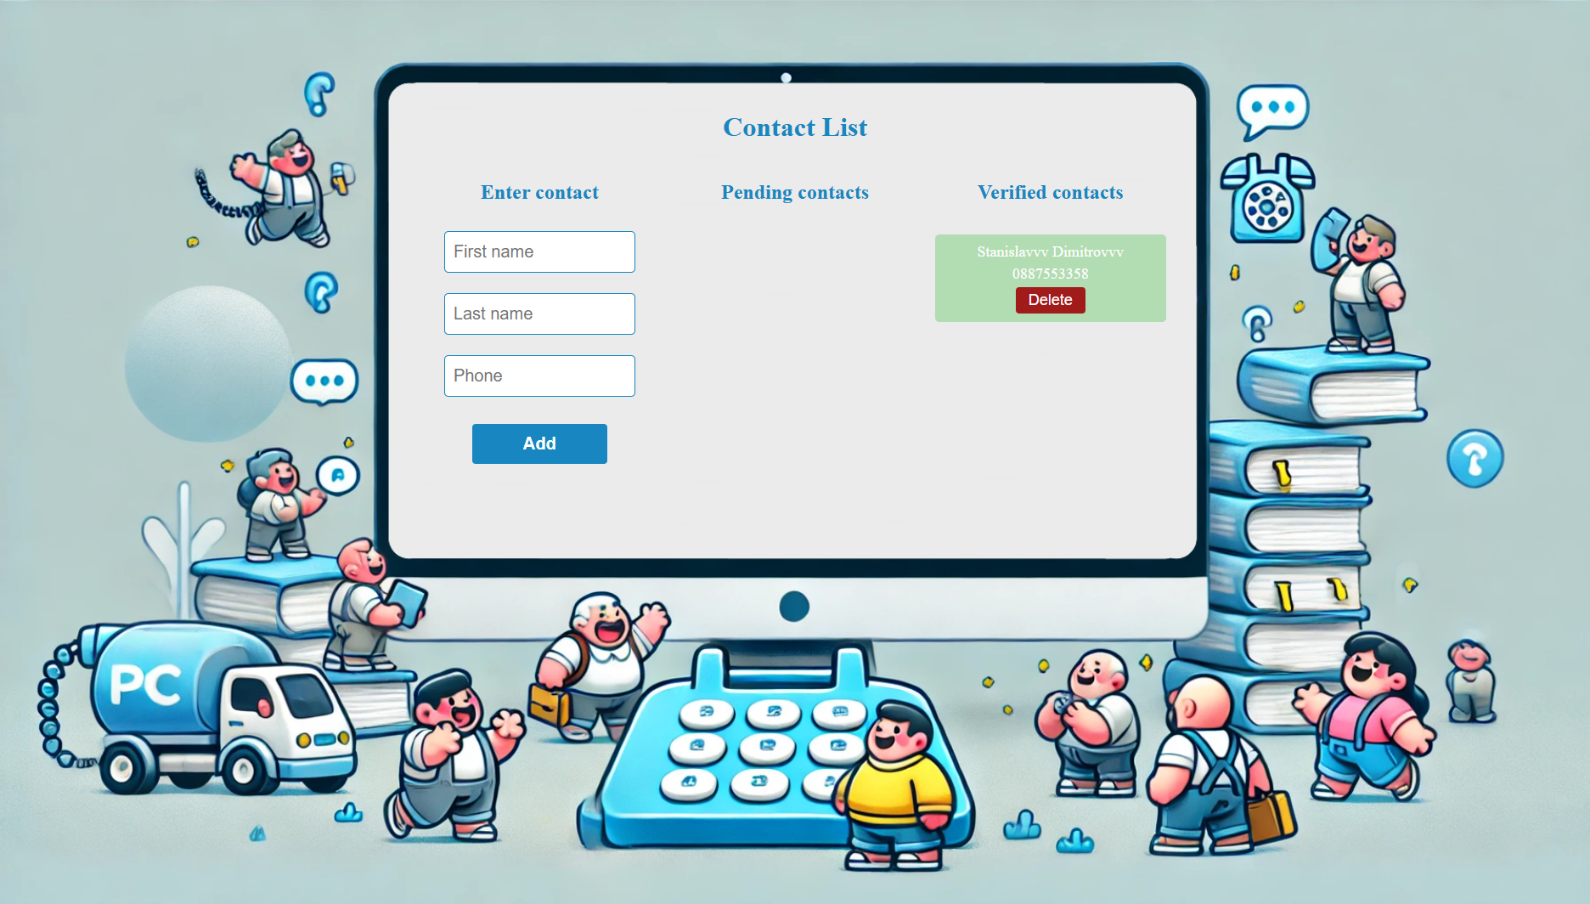 Contact List
Enter contact
Pending contacts
Verified contacts
First name
Last name
Phone
Add
Stanislavvv Dimitrovvv
0887553358
Delete
PC